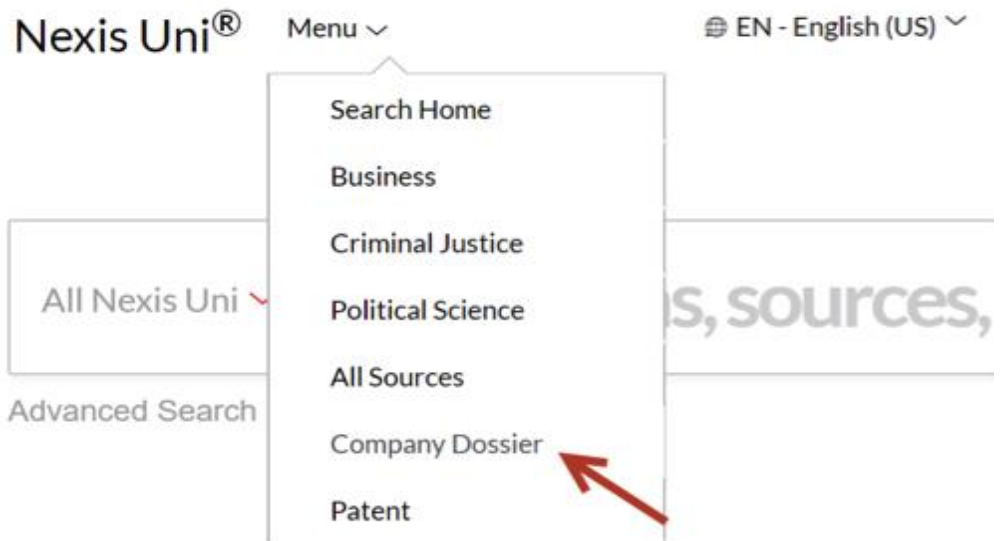 Nexis Uni® Menu EN - English (US)
Search Home
Business
Criminal Justice
All Nexis Uni sources,
Political Science
All Sources
Advanced Search
Company Dossier
Patent